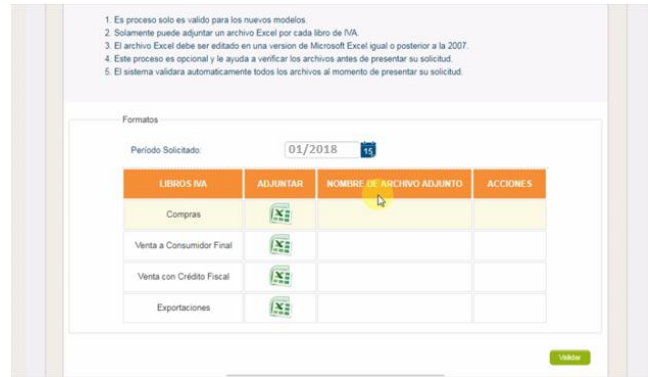 1. Es proceso solo es valido para los nuevos modelos.
2. Solamente puede adjuntar un archivo Excel por cada libro de IVA.
3. El archivo Excel debe ser editado en una version de Microsoft Excel igual o posterior a la 2007.
4. Este proceso es opcional y le ayuda a verificar los archivos antes de presentar su solicitud.
5. El sistema validara automaticamente todos los archivos al momento de presentar su solicitud.
Formatos
Período Solicitado: 01/2018 15
LIBROS IVA ADJUNTAR NOMBRE DE ARCHIVO ADJUNTO ACCIONES
Compras
Venta a Consumidor Final
Venta con Crédito Fiscal
Exportaciones
Validar